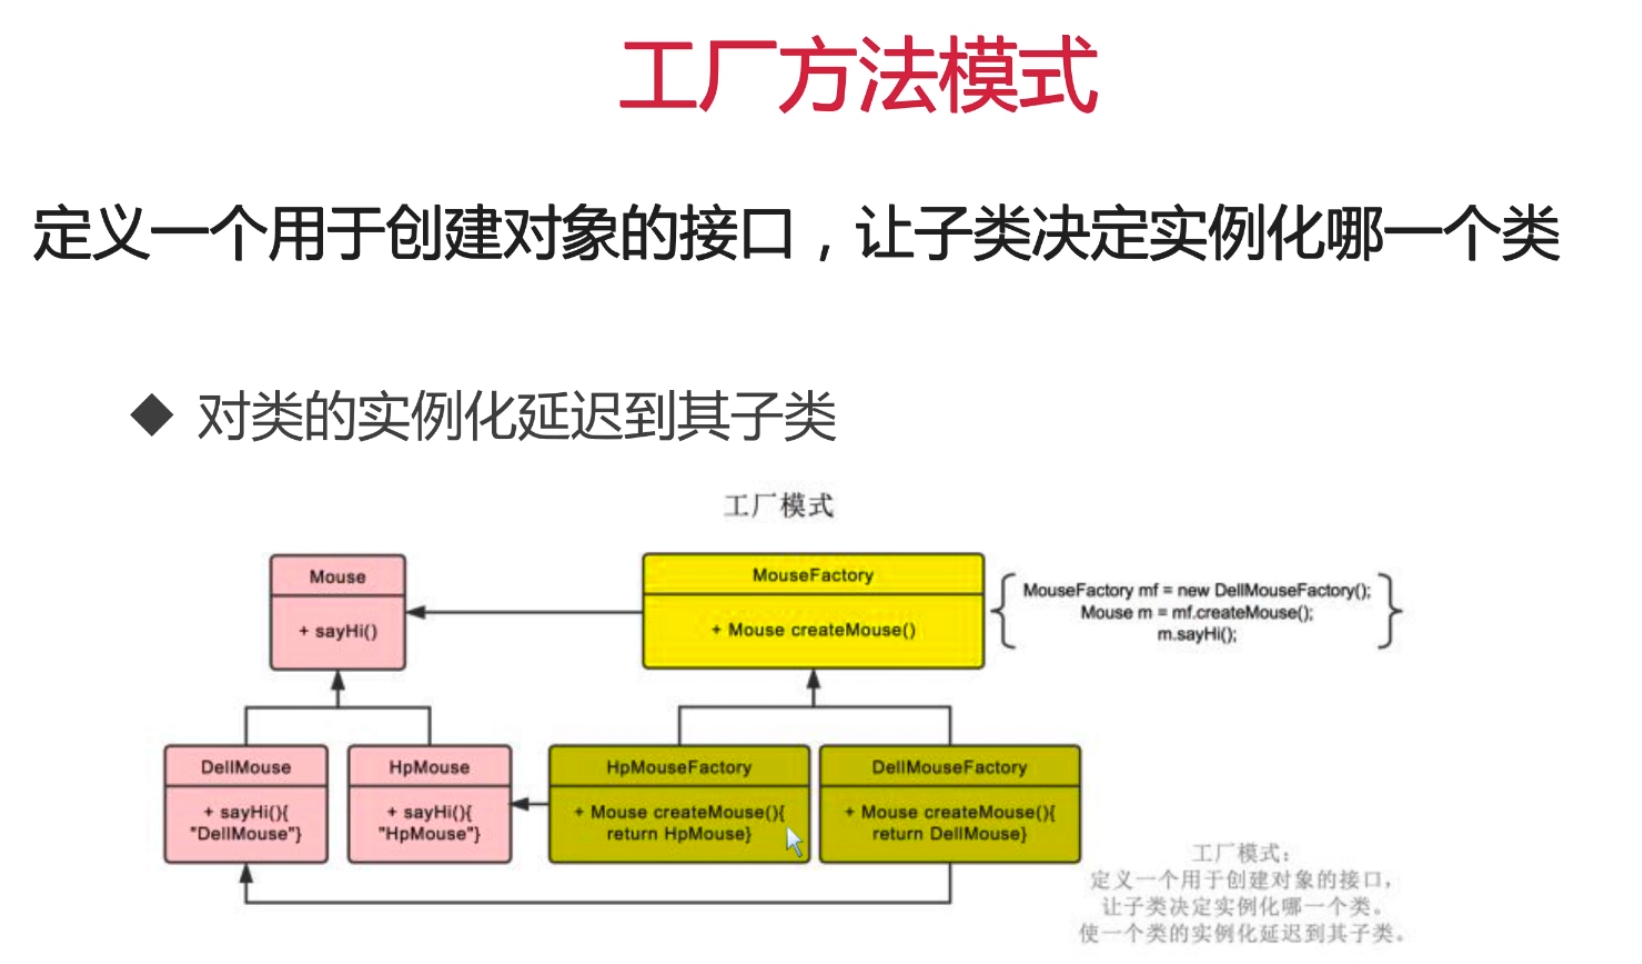 工厂方法模式
定义一个用于创建对象的接口，让子类决定实例化哪一个类
◆ 对类的实例化延迟到其子类
工厂模式
Mouse
+ sayHi()
MouseFactory
+ Mouse createMouse()
MouseFactory mf = new DellMouseFactory();
Mouse m = mf.createMouse();
m.sayHi();
DellMouse
+ sayHi(){
"DellMouse"}
HpMouse
+ sayHi(){
"HpMouse"}
HpMouseFactory
+ Mouse createMouse(){
return HpMouse}
DellMouseFactory
+ Mouse createMouse(){
return DellMouse}
工厂模式：
定义一个用于创建对象的接口，
让子类决定实例化哪一个类。
使一个类的实例化延迟到其子类。